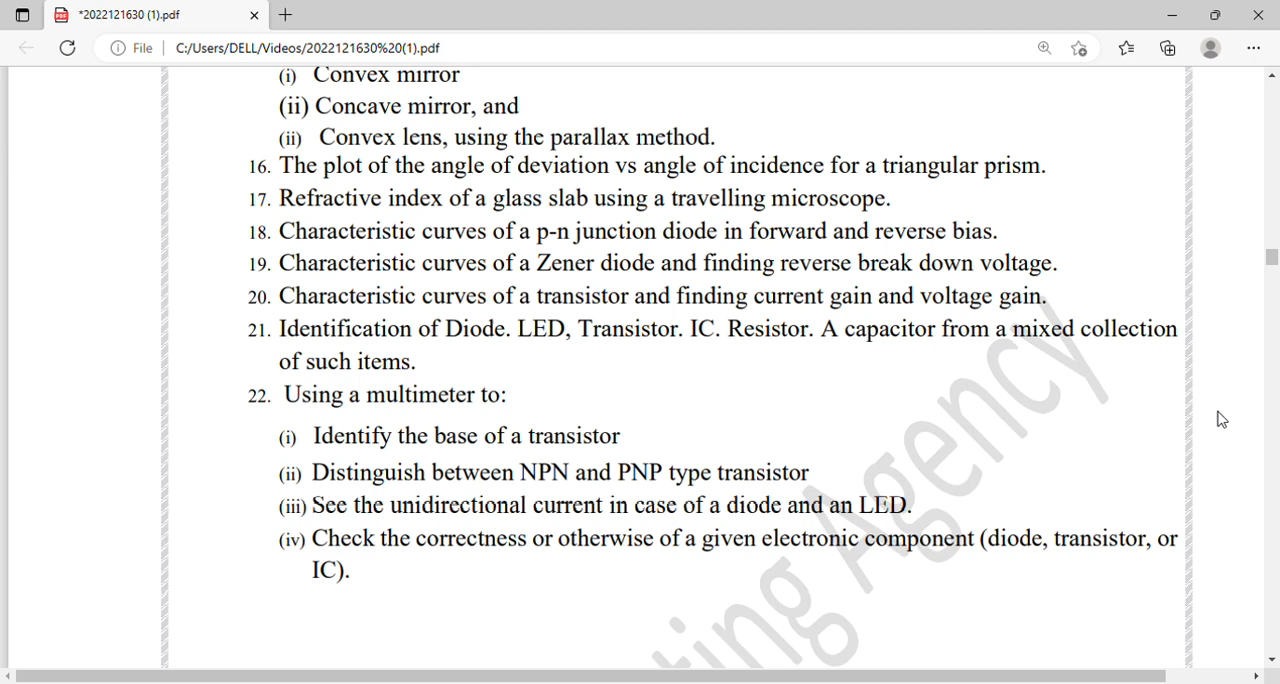 *2022121630 (1).pdf
File
C:/Users/DELL/Videos/2022121630%20(1).pdf
(i) Convex mirror
(ii) Concave mirror, and
(ii) Convex lens, using the parallax method.
16. The plot of the angle of deviation vs angle of incidence for a triangular prism.
17. Refractive index of a glass slab using a travelling microscope.
18. Characteristic curves of a p-n junction diode in forward and reverse bias.
19. Characteristic curves of a Zener diode and finding reverse break down voltage.
20. Characteristic curves of a transistor and finding current gain and voltage gain.
21. Identification of Diode. LED, Transistor. IC. Resistor. A capacitor from a mixed collection
of such items.
22. Using a multimeter to:
(i) Identify the base of a transistor
(ii) Distinguish between NPN and PNP type transistor
(iii) See the unidirectional current in case of a diode and an LED.
(iv) Check the correctness or otherwise of a given electronic component (diode, transistor, or
IC).
ting Agency